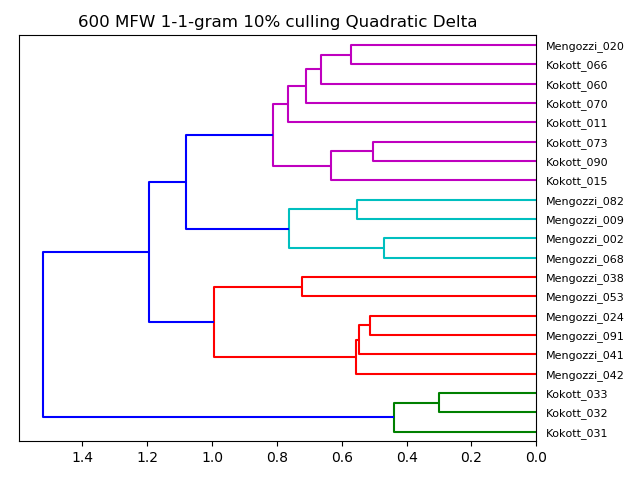 600 MFW 1-1-gram 10% culling Quadratic Delta
Mengozzi_020
Kokott_066
Kokott_060
Kokott_070
Kokott_011
Kokott_073
Kokott_090
Kokott_015
Mengozzi_082
Mengozzi_009
Mengozzi_002
Mengozzi_068
Mengozzi_038
Mengozzi_053
Mengozzi_024
Mengozzi_091
Mengozzi_041
Mengozzi_042
Kokott_033
Kokott_032
Kokott_031
1.4 1.2 1.0 0.8 0.6 0.4 0.2 0.0